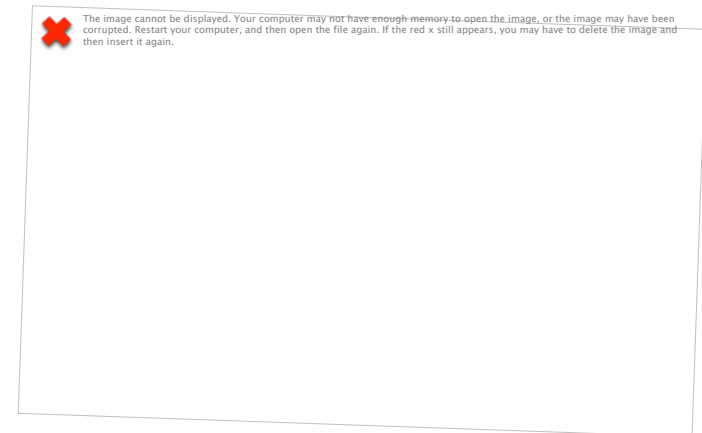 The image cannot be displayed. Your computer may not have enough memory to open the image, or the image may have been
corrupted. Restart your computer, and then open the file again. If the red x still appears, you may have to delete the image and
then insert it again.